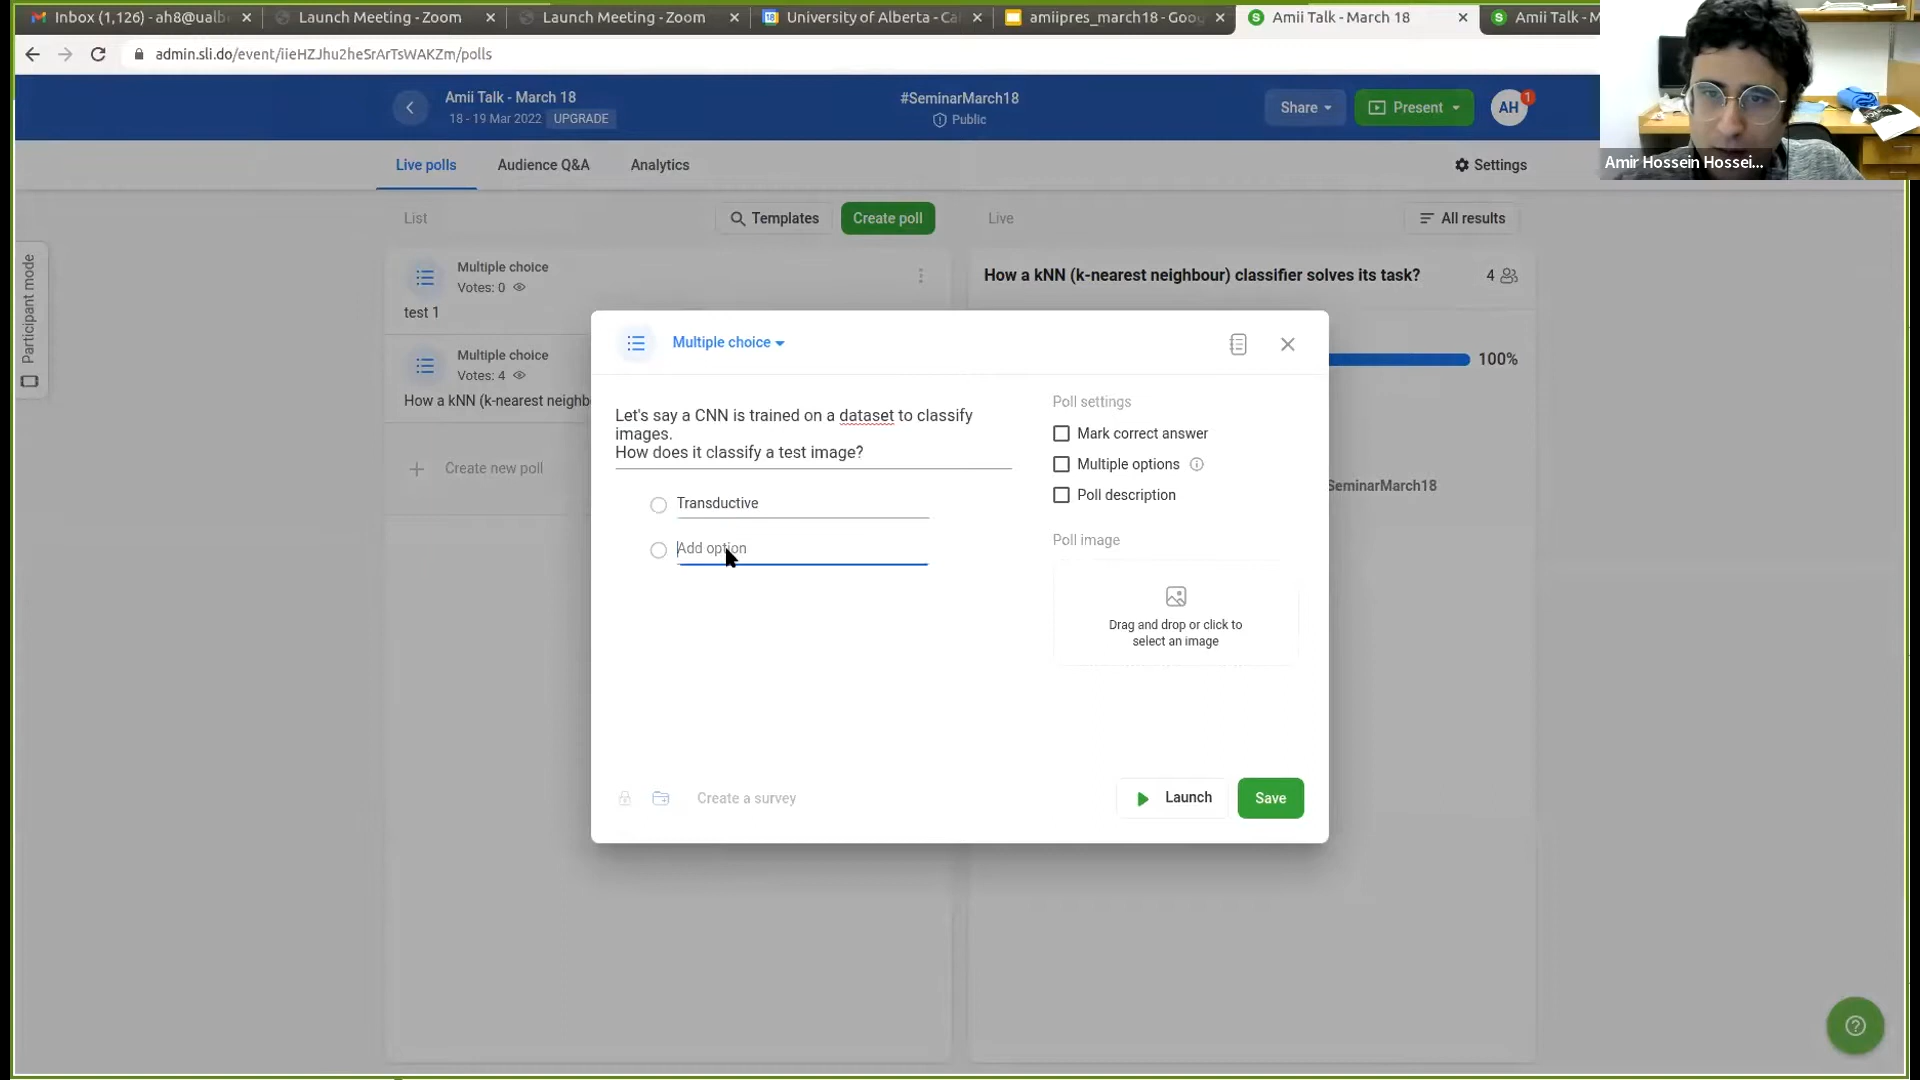 Inbox (1,126) - ah8@ualb
Launch Meeting - Zoom
Launch Meeting - Zoom
University of Alberta - Ca
amiipres_march18 - Goo
Amii Talk - March 18
Amii Talk - M
admin.sli.do/event/iieHZJhu2heSrArTsWAKZm/polls
Amii Talk - March 18
18 - 19 Mar 2022 UPGRADE
#SeminarMarch18
Public
Share
Present
AH
1
Amir Hossein Hossei...
Live polls
Audience Q&A
Analytics
Settings
Participant mode
List
Templates
Create poll
Live
All results
Multiple choice
Votes: 0
test 1
Multiple choice
Votes: 4
How a kNN (k-nearest neighb
Create new poll
How a kNN (k-nearest neighbour) classifier solves its task?
4
100%
SeminarMarch18
Multiple choice
Let's say a CNN is trained on a dataset to classify
images.
How does it classify a test image?
Transductive
Add option
Poll settings
Mark correct answer
Multiple options
Poll description
Poll image
Drag and drop or click to
select an image
Create a survey
Launch
Save